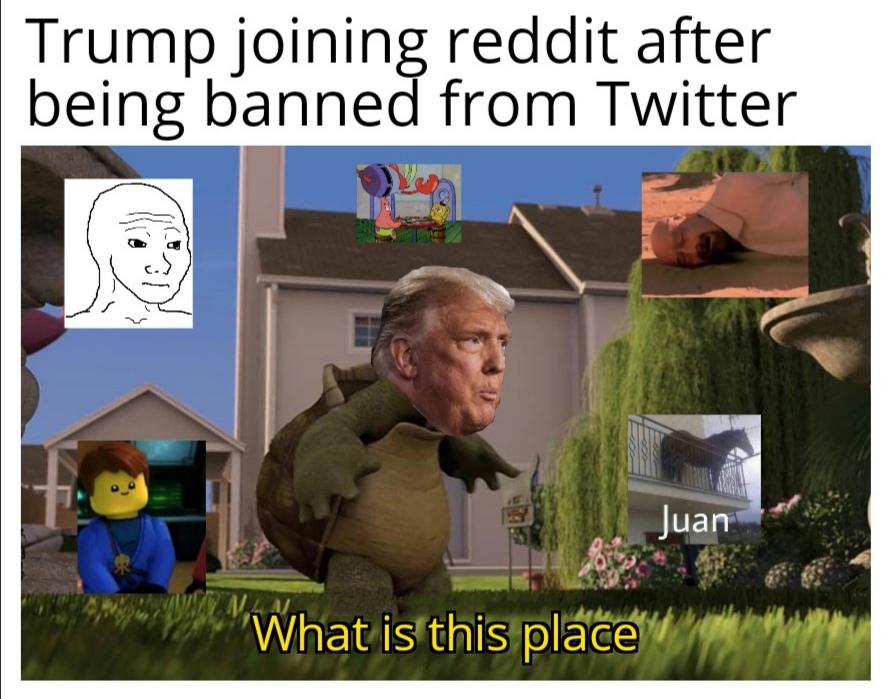 Trump joining reddit after
being banned from Twitter
Juan
What is this place